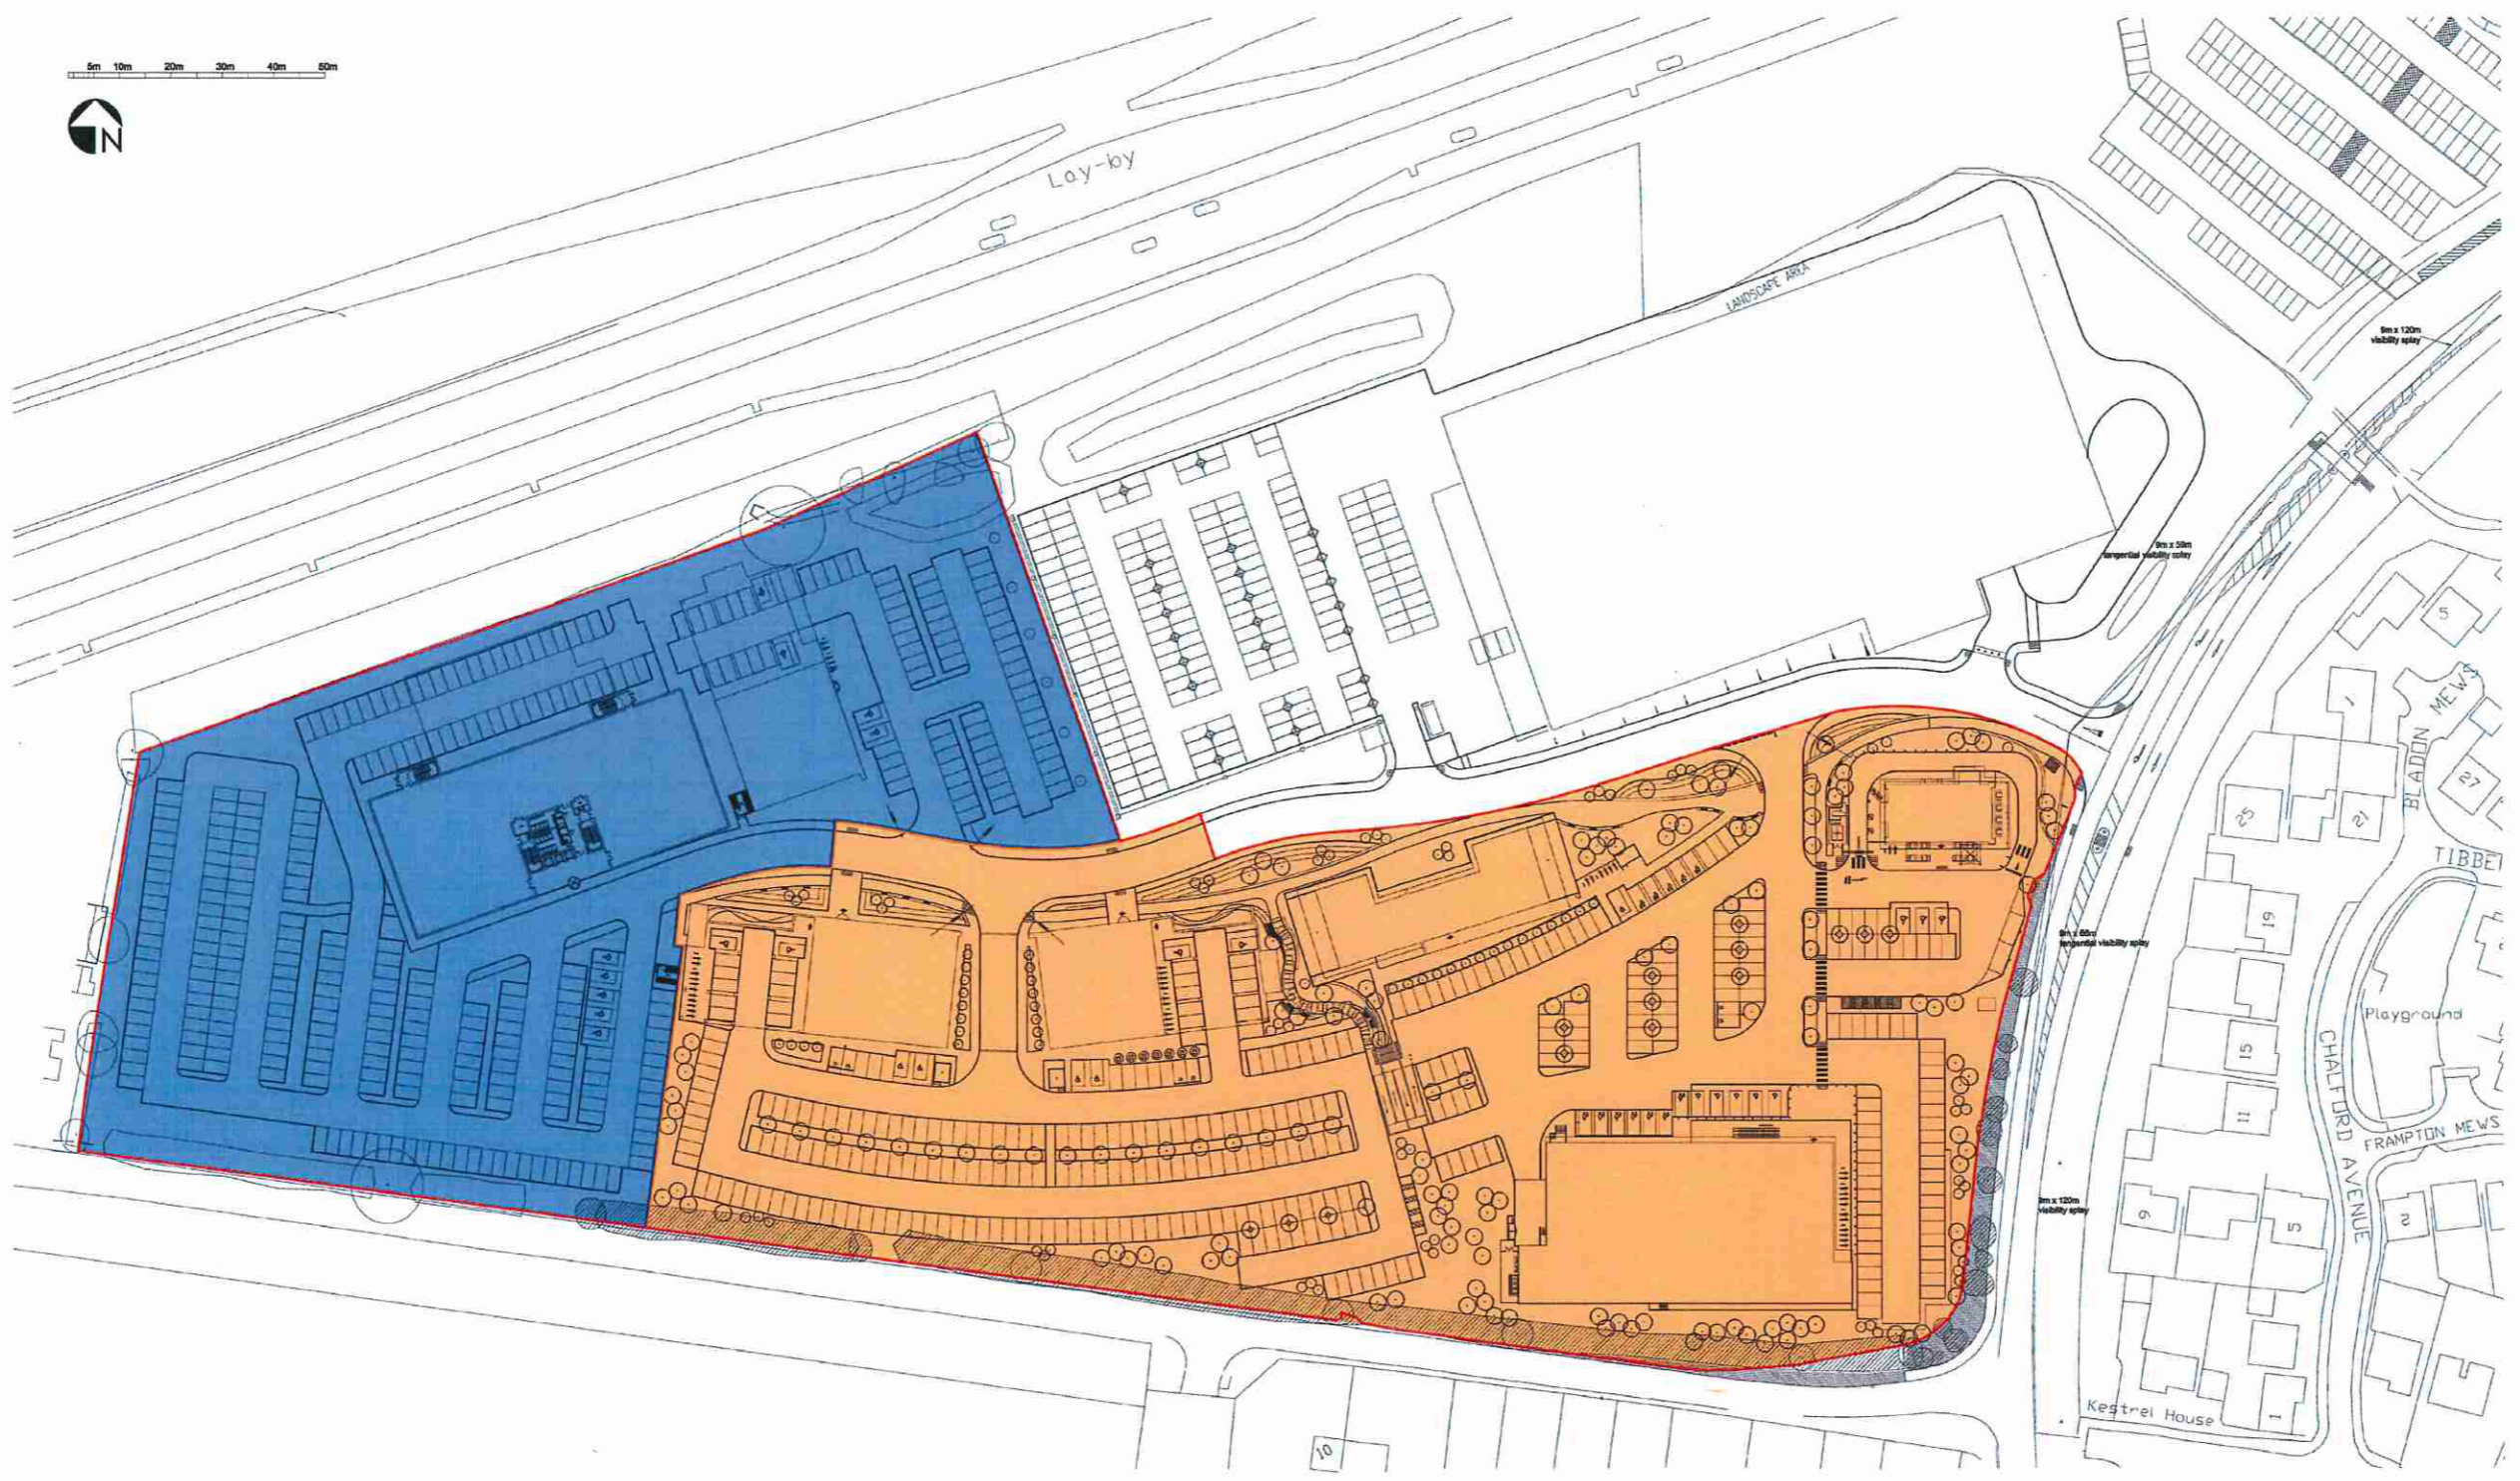 5m 10m 20m 30m 40m 50m
N
Lay-by
LANDSCAPE AREA
9m x 120m
visibility splay
9m x 59m
tangential visibility splay
5
1
BLADON MEWS
27
25
21
TIBBE
19
9m x 66m
tangential visibility splay
Playground
15
CHALFORD AVENUE
11
FRAMPTON MEWS
9m x 120m
visibility splay
9
5
2
Kestrel House
1
10